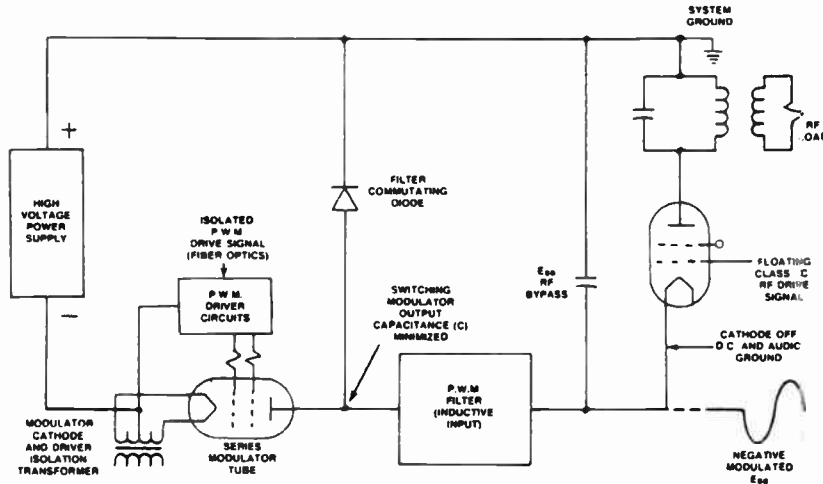 SYSTEM
GROUND
+
HIGH
VOLTAGE
POWER
SUPPLY
−
ISOLATED
P W M
DRIVE SIGNAL
(FIBER OPTICS)
P.W.M.
DRIVER
CIRCUITS
FILTER
COMMUTATING
DIODE
SWITCHING
MODULATOR
OUTPUT
CAPACITANCE (C)
MINIMIZED
RF
BYPASS
RF
FLOATING
CLASS C
RF DRIVE
SIGNAL
CATHODE OFF
D C AND AUDIO
GROUND
P.W.M
FILTER
(INDUCTIVE
INPUT)
MODULATOR
CATHODE
AND DRIVER
ISOLATION
TRANSFORMER
SERIES
MODULATOR
TUBE
NEGATIVE
MODULATED